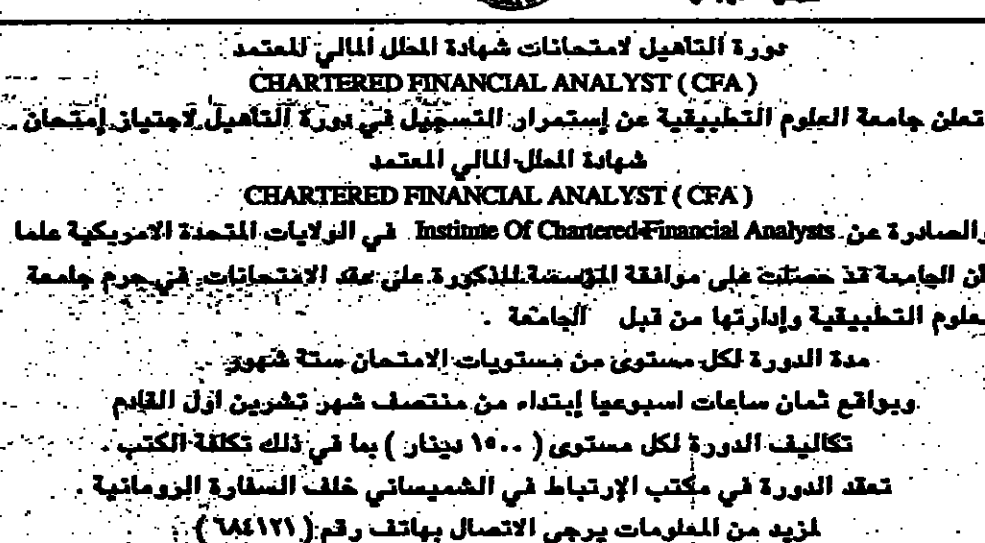 دورة التأهيل لامتحانات شهادة المحلل المالي المعتمد
CHARTERED FINANCIAL ANALYST ( CFA )
تعلن جامعة العلوم التطبيقية عن إستمرار التسجيل في دورة التأهيل لاجتياز إمتحان
شهادة المحلل المالي المعتمد
CHARTERED FINANCIAL ANALYST ( CFA )
والصادرة عن Institute Of Chartered Financial Analysts في الولايات المتحدة الامريكية علما
أن الجامعة قد حصلت على موافقة المؤسسة المذكورة على عقد الامتحانات في حرم جامعة
العلوم التطبيقية وإدارتها من قبل الجامعة .
مدة الدورة لكل مستوى من مستويات الامتحان ستة شهور .
وبواقع ثمان ساعات اسبوعيا إبتداء من منتصف شهر تشرين اول القادم
تكاليف الدورة لكل مستوى ( ١٥٠٠ دينار ) بما في ذلك تكلفة الكتب .
تعقد الدورة في مكتب الإرتباط في الشميساني خلف السفارة الرومانية .
لمزيد من المعلومات يرجى الاتصال بهاتف رقم ( ٦٨٤١٢١ )